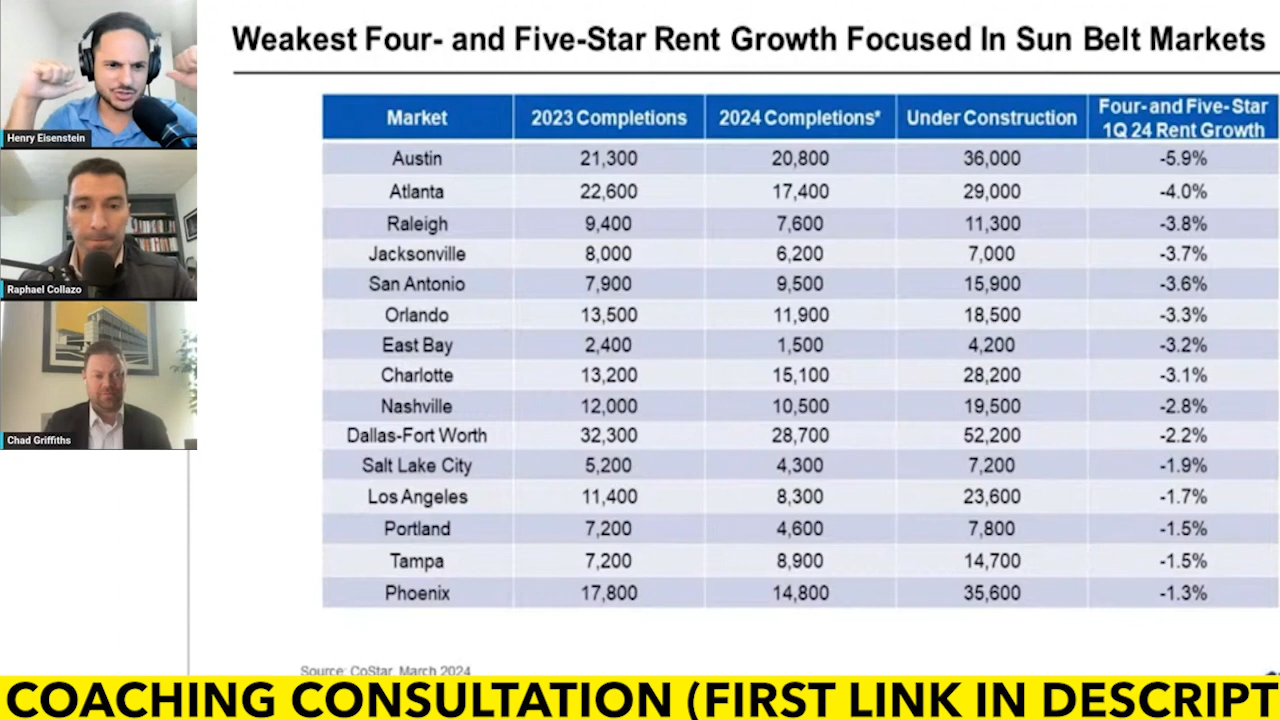 Weakest Four- and Five-Star Rent Growth Focused In Sun Belt Markets
Henry Eisenstein
Raphael Collazo
Chad Griffiths
Market 2023 Completions 2024 Completions* Under Construction Four- and Five-Star 1Q 24 Rent Growth
Austin 21,300 20,800 36,000 -5.9%
Atlanta 22,600 17,400 29,000 -4.0%
Raleigh 9,400 7,600 11,300 -3.8%
Jacksonville 8,000 6,200 7,000 -3.7%
San Antonio 7,900 9,500 15,900 -3.6%
Orlando 13,500 11,900 18,500 -3.3%
East Bay 2,400 1,500 4,200 -3.2%
Charlotte 13,200 15,100 28,200 -3.1%
Nashville 12,000 10,500 19,500 -2.8%
Dallas-Fort Worth 32,300 28,700 52,200 -2.2%
Salt Lake City 5,200 4,300 7,200 -1.9%
Los Angeles 11,400 8,300 23,600 -1.7%
Portland 7,200 4,600 7,800 -1.5%
Tampa 7,200 8,900 14,700 -1.5%
Phoenix 17,800 14,800 35,600 -1.3%
Source: CoStar, March 2024
COACHING CONSULTATION (FIRST LINK IN DESCRIPT